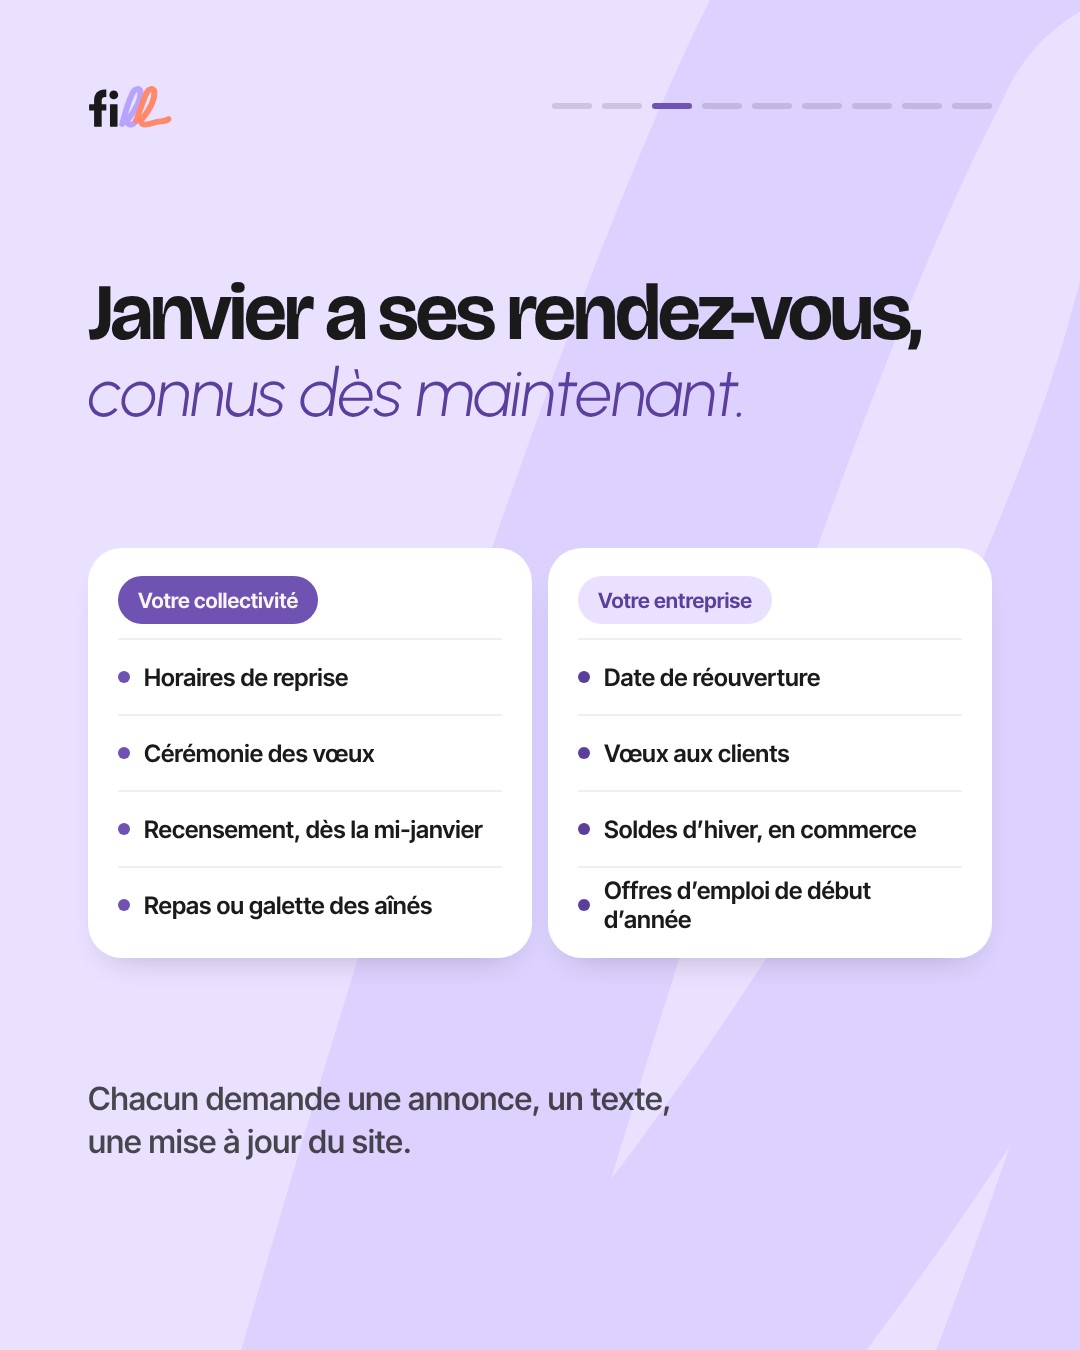 fill
Janvier a ses rendez-vous,
connus dès maintenant.
Votre collectivité
Horaires de reprise
Cérémonie des vœux
Recensement, dès la mi-janvier
Repas ou galette des aînés
Votre entreprise
Date de réouverture
Vœux aux clients
Soldes d’hiver, en commerce
Offres d’emploi de début
d’année
Chacun demande une annonce, un texte,
une mise à jour du site.